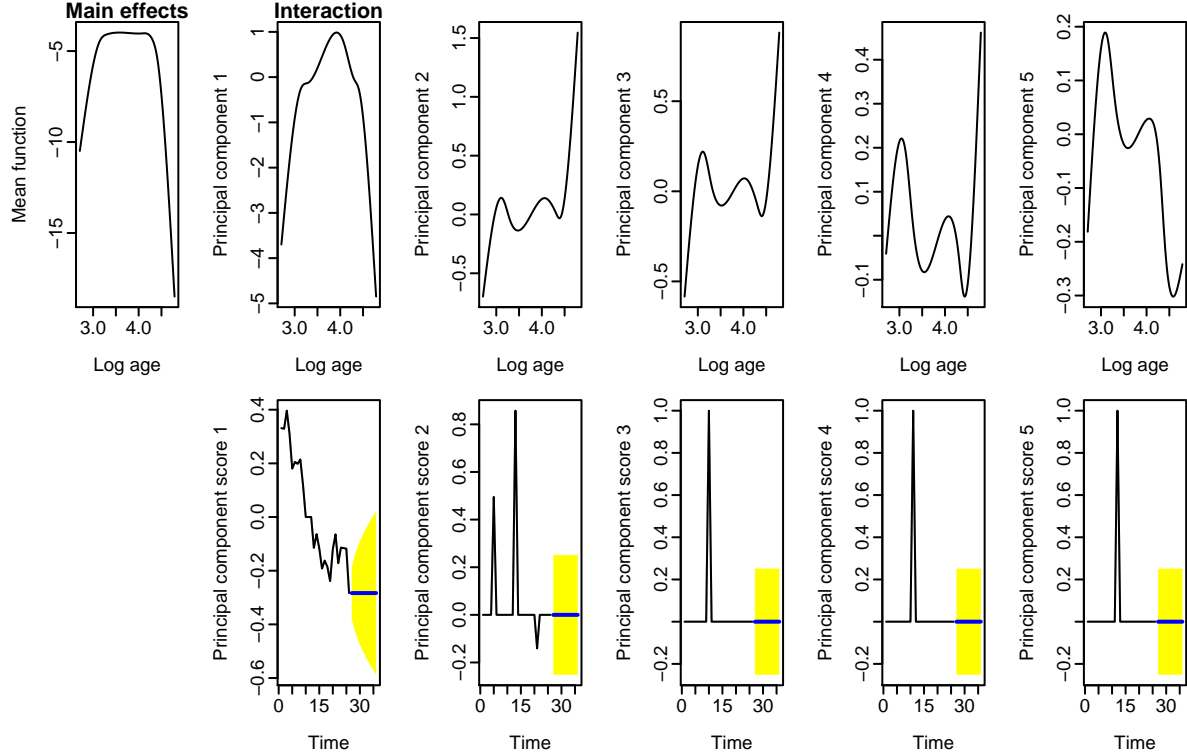 Main effects
Interaction
Mean function
−5
−10
−15
3.0 4.0
Log age
Principal component 1
1
0
−1
−2
−3
−4
−5
3.0 4.0
Log age
Principal component 2
1.5
1.0
0.5
0.0
−0.5
3.0 4.0
Log age
Principal component 3
0.5
0.0
−0.5
3.0 4.0
Log age
Principal component 4
0.4
0.3
0.2
0.1
−0.1
3.0 4.0
Log age
Principal component 5
0.2
0.1
0.0
−0.1
−0.2
−0.3
3.0 4.0
Log age
Principal component score 1
0.4
0.2
0.0
−0.2
−0.4
−0.6
0 15 30
Time
Principal component score 2
0.8
0.6
0.4
0.2
0.0
−0.2
0 15 30
Time
Principal component score 3
1.0
0.8
0.6
0.4
0.2
−0.2
0 15 30
Time
Principal component score 4
1.0
0.8
0.6
0.4
0.2
−0.2
0 15 30
Time
Principal component score 5
1.0
0.8
0.6
0.4
0.2
−0.2
0 15 30
Time